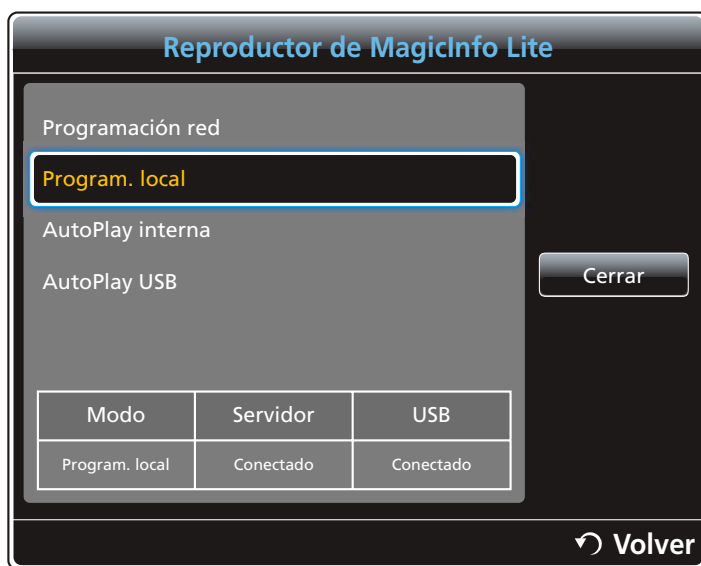 Reproductor de MagicInfo Lite
Programación red
Program. local
AutoPlay interna
AutoPlay USB
Cerrar
Modo Servidor USB
Program. local Conectado Conectado
Volver